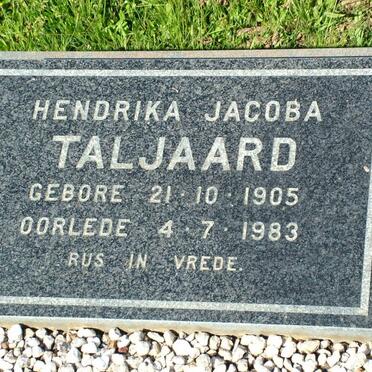 HENDRIKA JACOBA
TALJAARD
GEBORE 21·10·1905
OORLEDE 4·7·1983
RUS IN VREDE.